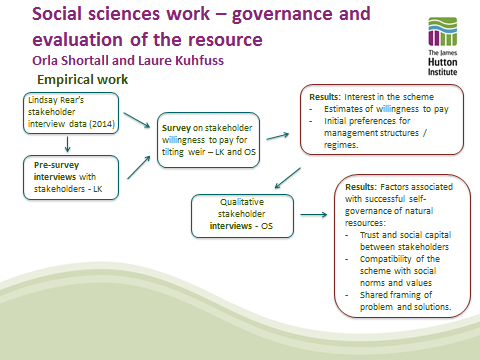 Social sciences work – governance and
evaluation of the resource
Orla Shortall and Laure Kuhfuss
Empirical work
The James
Hutton
Institute
Lindsay Rear's
stakeholder
interview data (2014)
Pre-survey
interviews with
stakeholders - LK
Survey on stakeholder
willingness to pay for
tilting weir – LK and OS
Results: Interest in the scheme
- Estimates of willingness to pay
- Initial preferences for
management structures /
regimes.
Qualitative
stakeholder
interviews - OS
Results: Factors associated
with successful self-
governance of natural
resources:
- Trust and social capital
between stakeholders
- Compatibility of the
scheme with social
norms and values
- Shared framing of
problem and solutions.